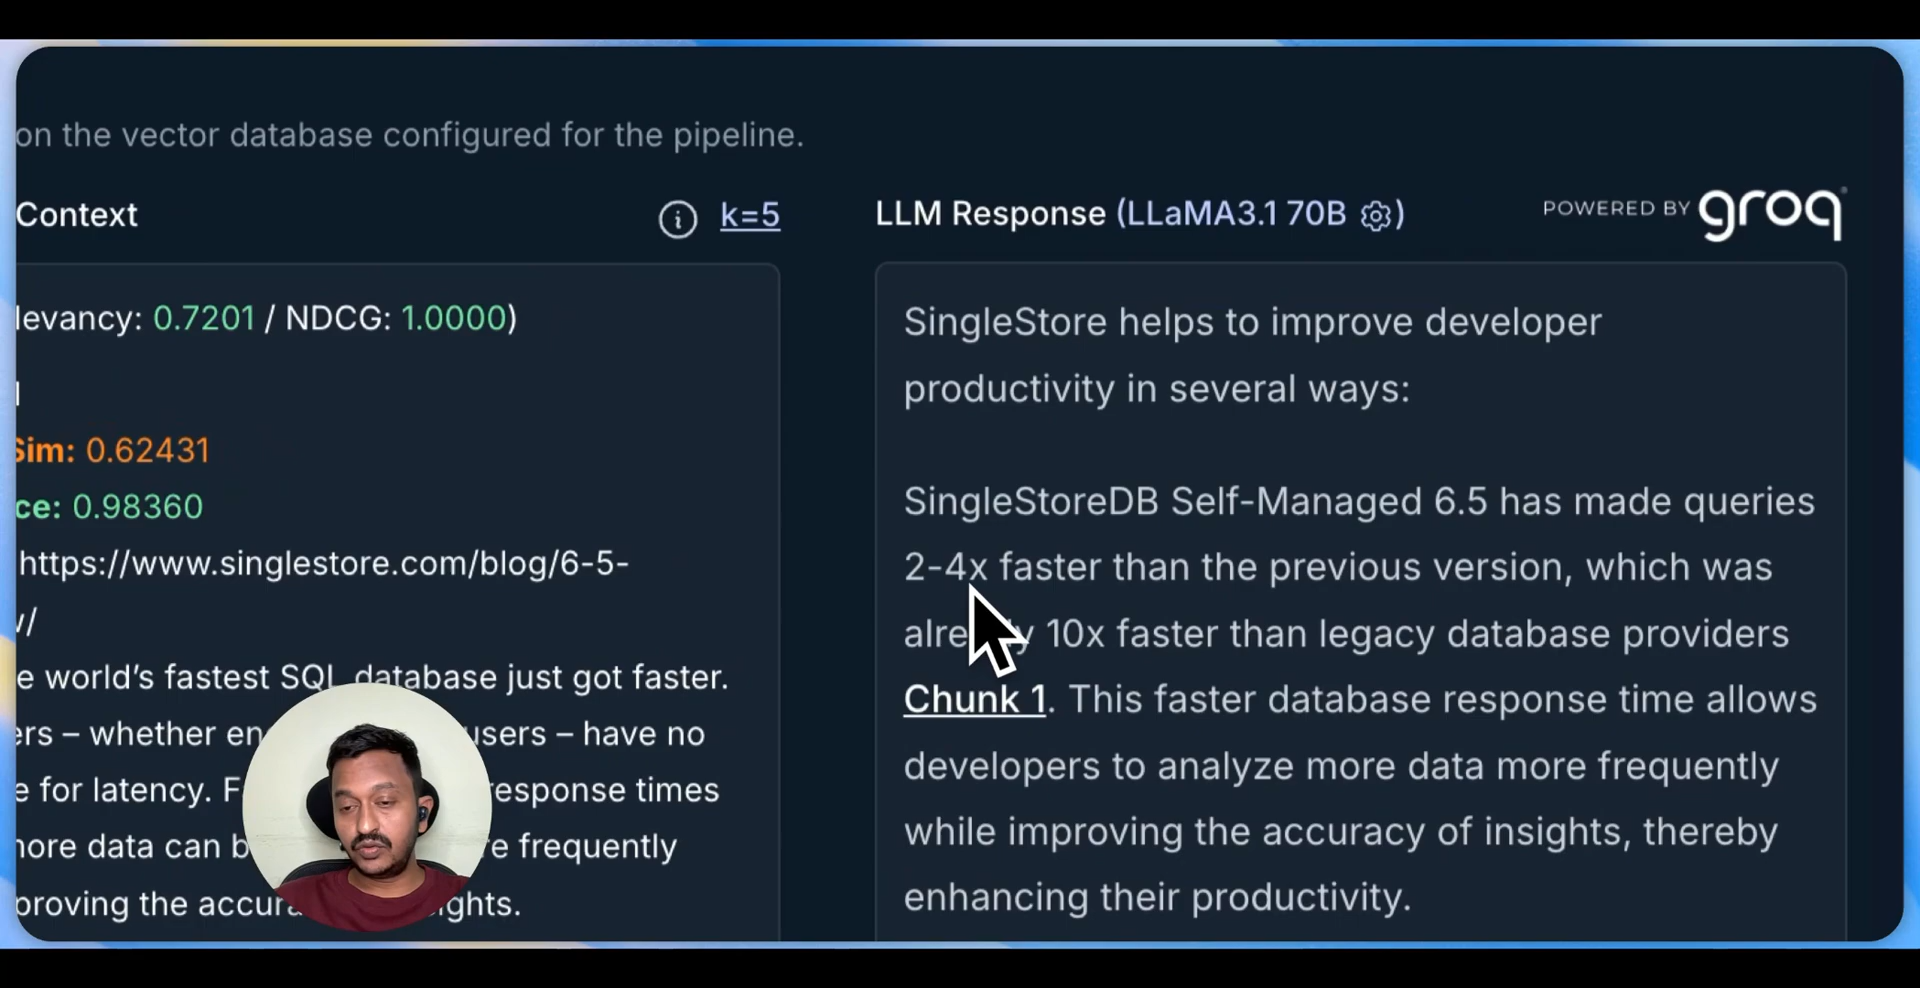 on the vector database configured for the pipeline.
Context
k=5
levancy: 0.7201 / NDCG: 1.0000)
Sim: 0.62431
ce: 0.98360
https://www.singlestore.com/blog/6-5-
/
e world's fastest SQL database just got faster.
ers – whether en users – have no
e for latency. F response times
more data can b e frequently
proving the accura ghts.
LLM Response (LLaMA3.1 70B )
POWERED BY groq
SingleStore helps to improve developer
productivity in several ways:
SingleStoreDB Self-Managed 6.5 has made queries
2-4x faster than the previous version, which was
already 10x faster than legacy database providers
Chunk 1. This faster database response time allows
developers to analyze more data more frequently
while improving the accuracy of insights, thereby
enhancing their productivity.